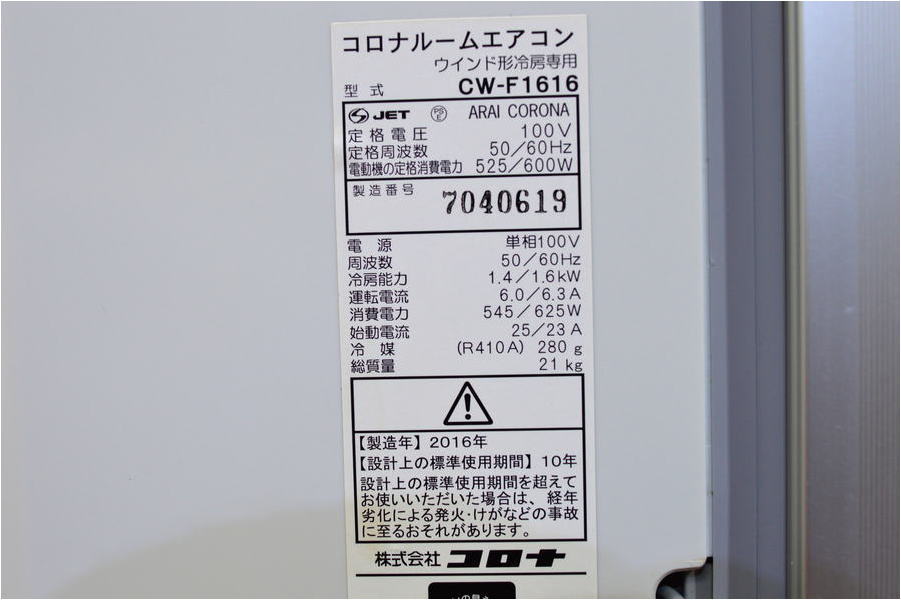 コロナルームエアコン
ウインド形冷房専用
型式 CW-F1616
JET PS E ARAI CORONA
定格電圧 100V
定格周波数 50/60Hz
電動機の定格消費電力 525/600W
製造番号 7040619
電源 単相100V
周波数 50/60Hz
冷房能力 1.4/1.6kW
運転電流 6.0/6.3A
消費電力 545/625W
始動電流 25/23A
冷媒 (R410A) 280g
総質量 21kg
【製造年】2016年
【設計上の標準使用期間】10年
設計上の標準使用期間を超えて
お使いいただいた場合は、経年
劣化による発火・けがなどの事故
に至るおそれがあります。
株式会社 コロナ